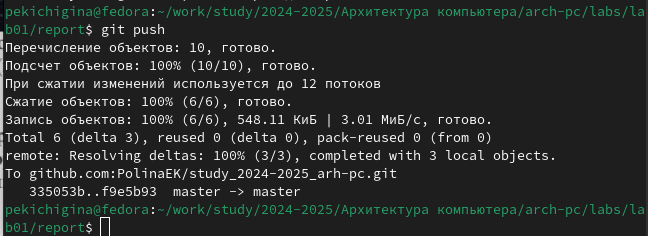 pekichigina@fedora:~/work/study/2024-2025/Архитектура компьютера/arch-pc/labs/la
b01/report$ git push
Перечисление объектов: 10, готово.
Подсчет объектов: 100% (10/10), готово.
При сжатии изменений используется до 12 потоков
Сжатие объектов: 100% (6/6), готово.
Запись объектов: 100% (6/6), 548.11 КиБ | 3.01 МиБ/с, готово.
Total 6 (delta 3), reused 0 (delta 0), pack-reused 0 (from 0)
remote: Resolving deltas: 100% (3/3), completed with 3 local objects.
To github.com:PolinaEK/study_2024-2025_arh-pc.git
   335053b..f9e5b93  master -> master
pekichigina@fedora:~/work/study/2024-2025/Архитектура компьютера/arch-pc/labs/la
b01/report$